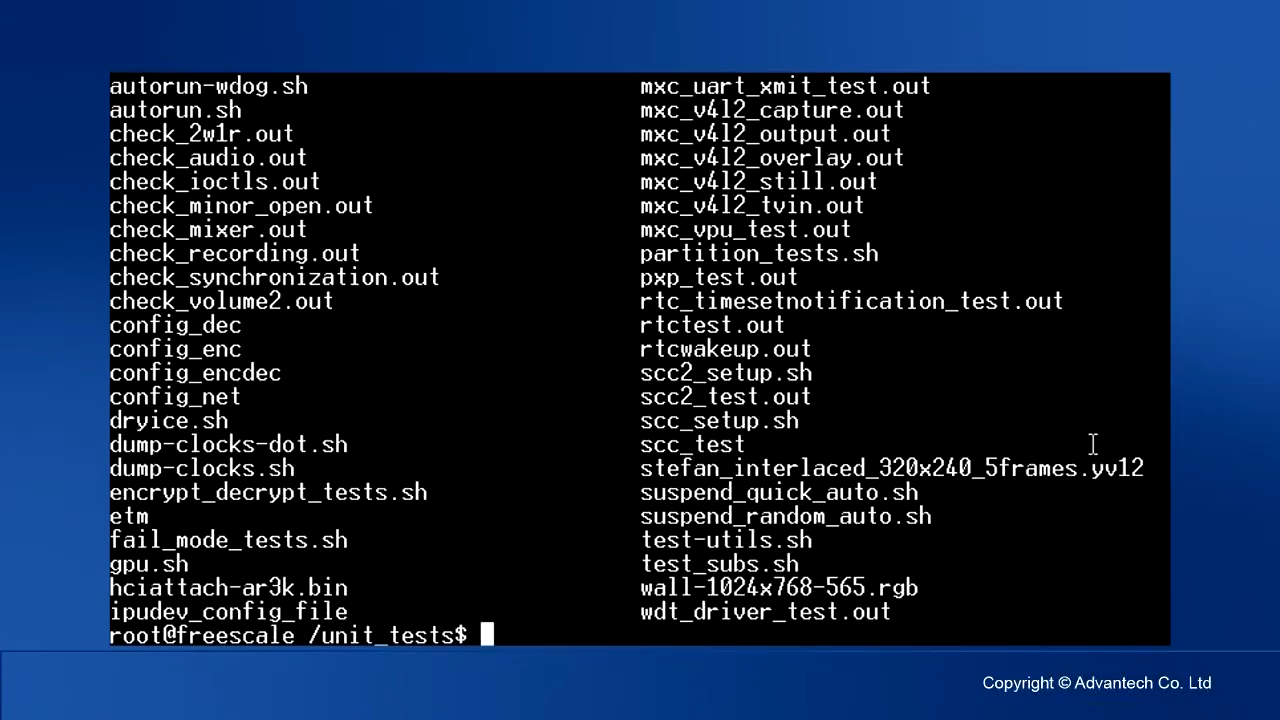 autorun-wdog.sh mxc_uart_xmit_test.out
autorun.sh mxc_v4l2_capture.out
check_2w1r.out mxc_v4l2_output.out
check_audio.out mxc_v4l2_overlay.out
check_ioctls.out mxc_v4l2_still.out
check_minor_open.out mxc_v4l2_tvin.out
check_mixer.out mxc_vpu_test.out
check_recording.out partition_tests.sh
check_synchronization.out pxp_test.out
check_volume2.out rtc_timesetnotification_test.out
config_dec rtctest.out
config_enc rtcwakeup.out
config_encdec scc2_setup.sh
config_net scc2_test.out
dryice.sh scc_setup.sh
dump-clocks-dot.sh scc_test
dump-clocks.sh stefan_interlaced_320x240_5frames.yv12
encrypt_decrypt_tests.sh suspend_quick_auto.sh
etm suspend_random_auto.sh
fail_mode_tests.sh test-utils.sh
gpu.sh test_subs.sh
hciattach-ar3k.bin wall-1024x768-565.rgb
ipudev_config_file wdt_driver_test.out
root@freescale /unit_tests$
Copyright © Advantech Co. Ltd